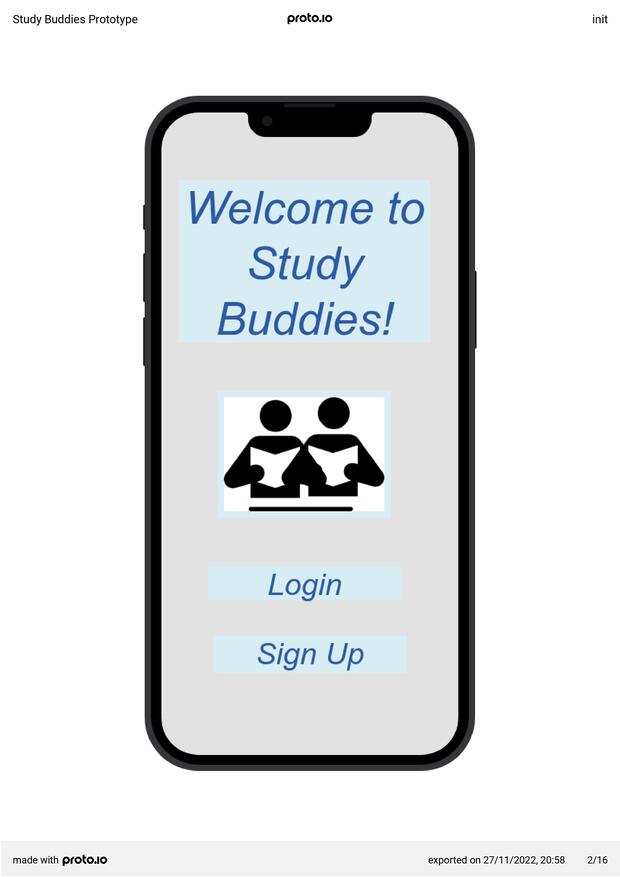 Study Buddies Prototype
proto.io
init
Welcome to
Study
Buddies!
Login
Sign Up
made with proto.io
exported on 27/11/2022, 20:58
2/16